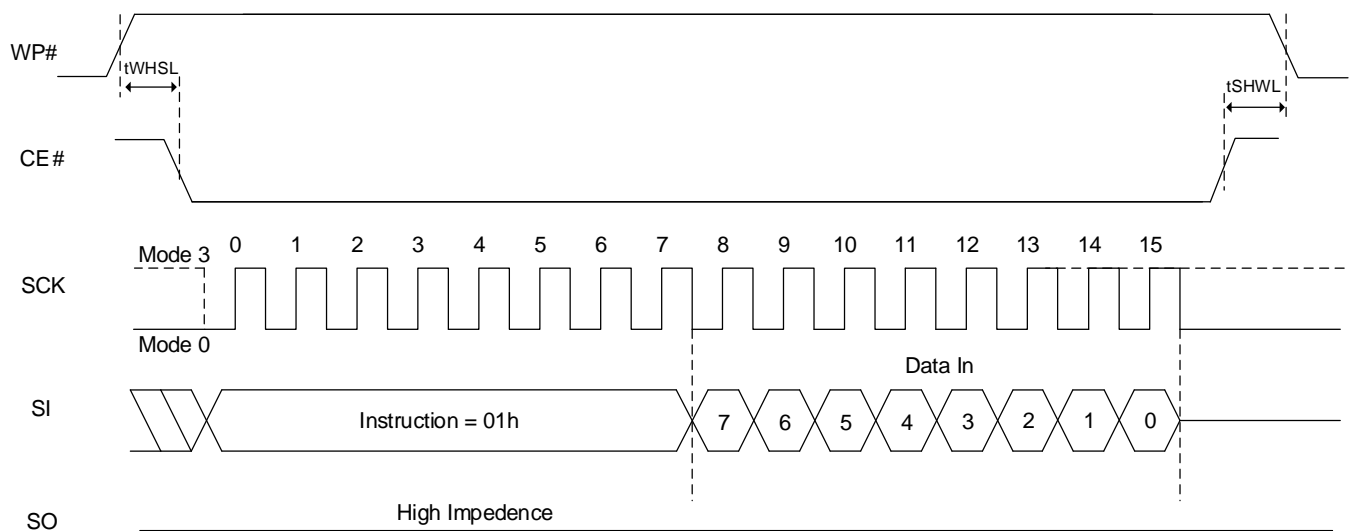 WP#
tWHSL
tSHWL
CE#
Mode 3
0 1 2 3 4 5 6 7 8 9 10 11 12 13 14 15
SCK
Mode 0
Data In
SI
Instruction = 01h
7 6 5 4 3 2 1 0
High Impedence
SO